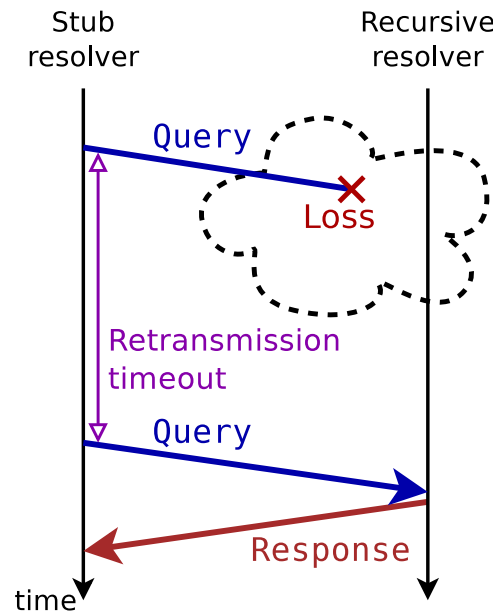 Stub
resolver
Recursive
resolver
Query
Loss
Retransmission
timeout
Query
Response
time